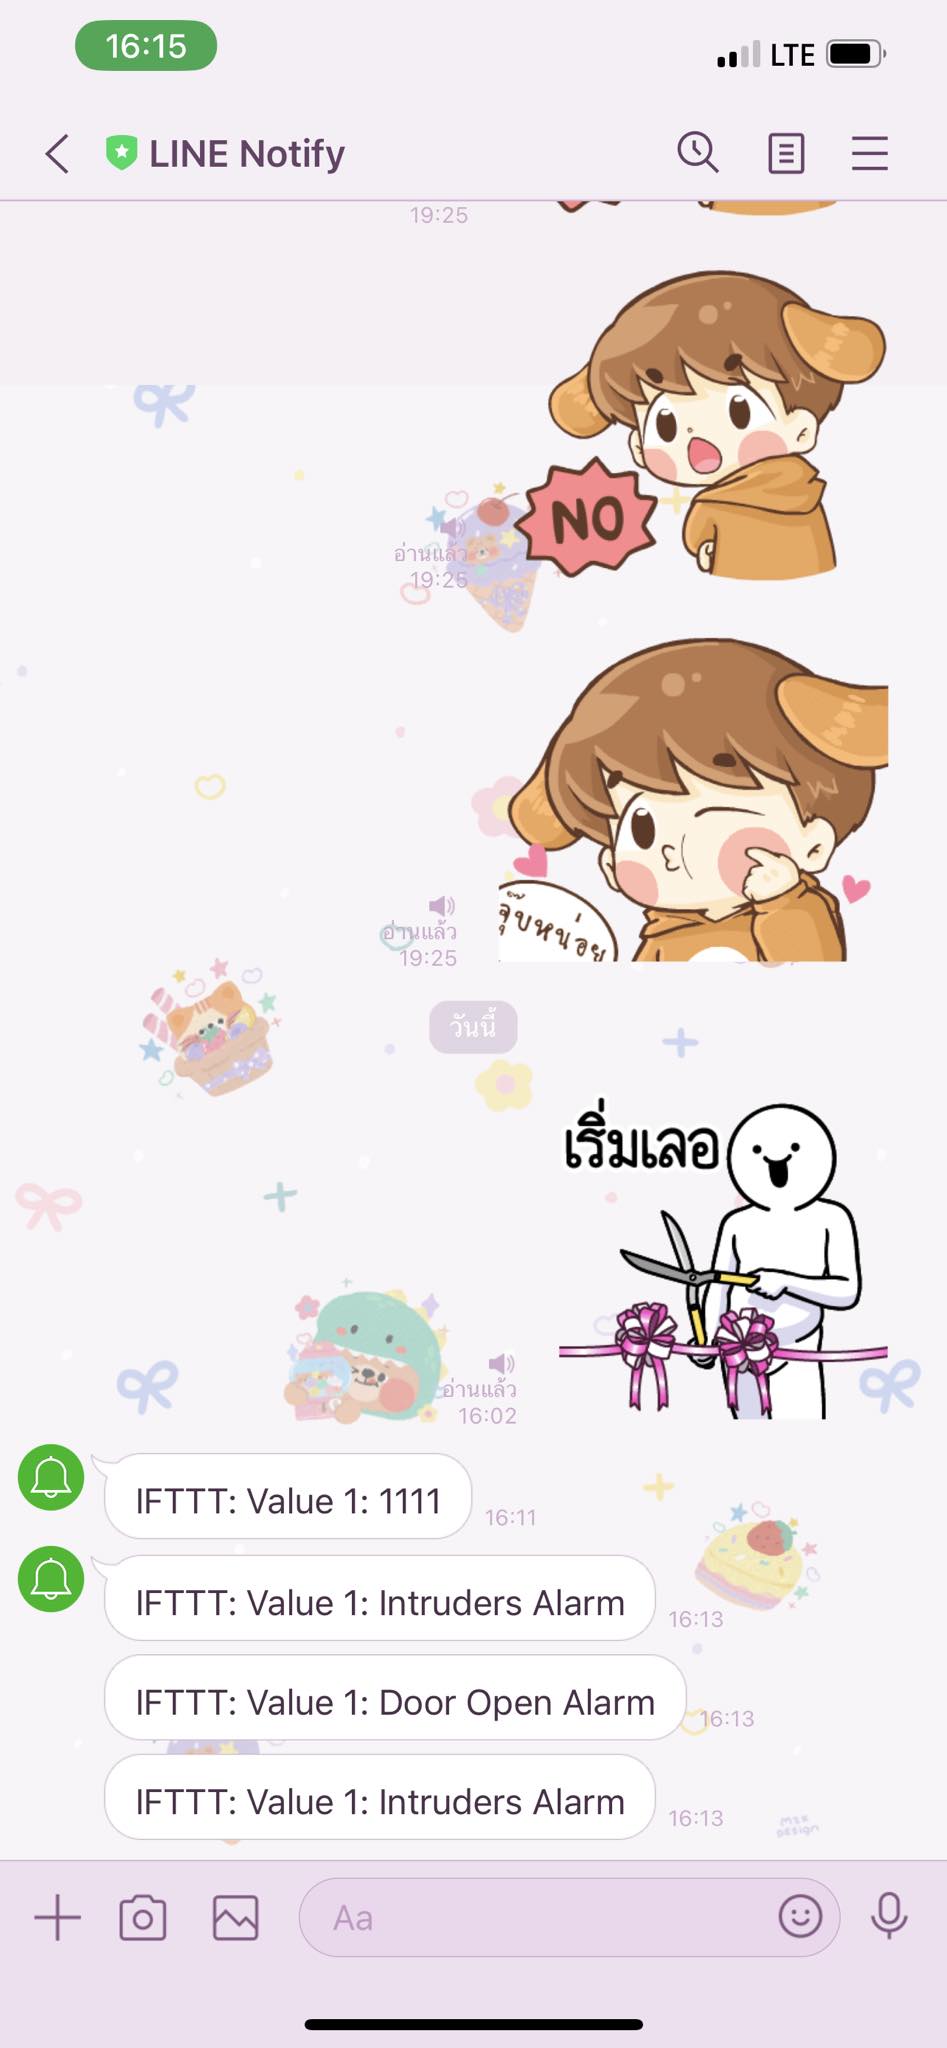 16:15
LTE
LINE Notify
19:25
NO
อ่านแล้ว
19:25
จุ๊บหน่อย
อ่านแล้ว
19:25
วันนี้
เริ่มเลอ
อ่านแล้ว
16:02
IFTTT: Value 1: 1111
16:11
IFTTT: Value 1: Intruders Alarm
16:13
IFTTT: Value 1: Door Open Alarm
16:13
IFTTT: Value 1: Intruders Alarm
16:13
Aa